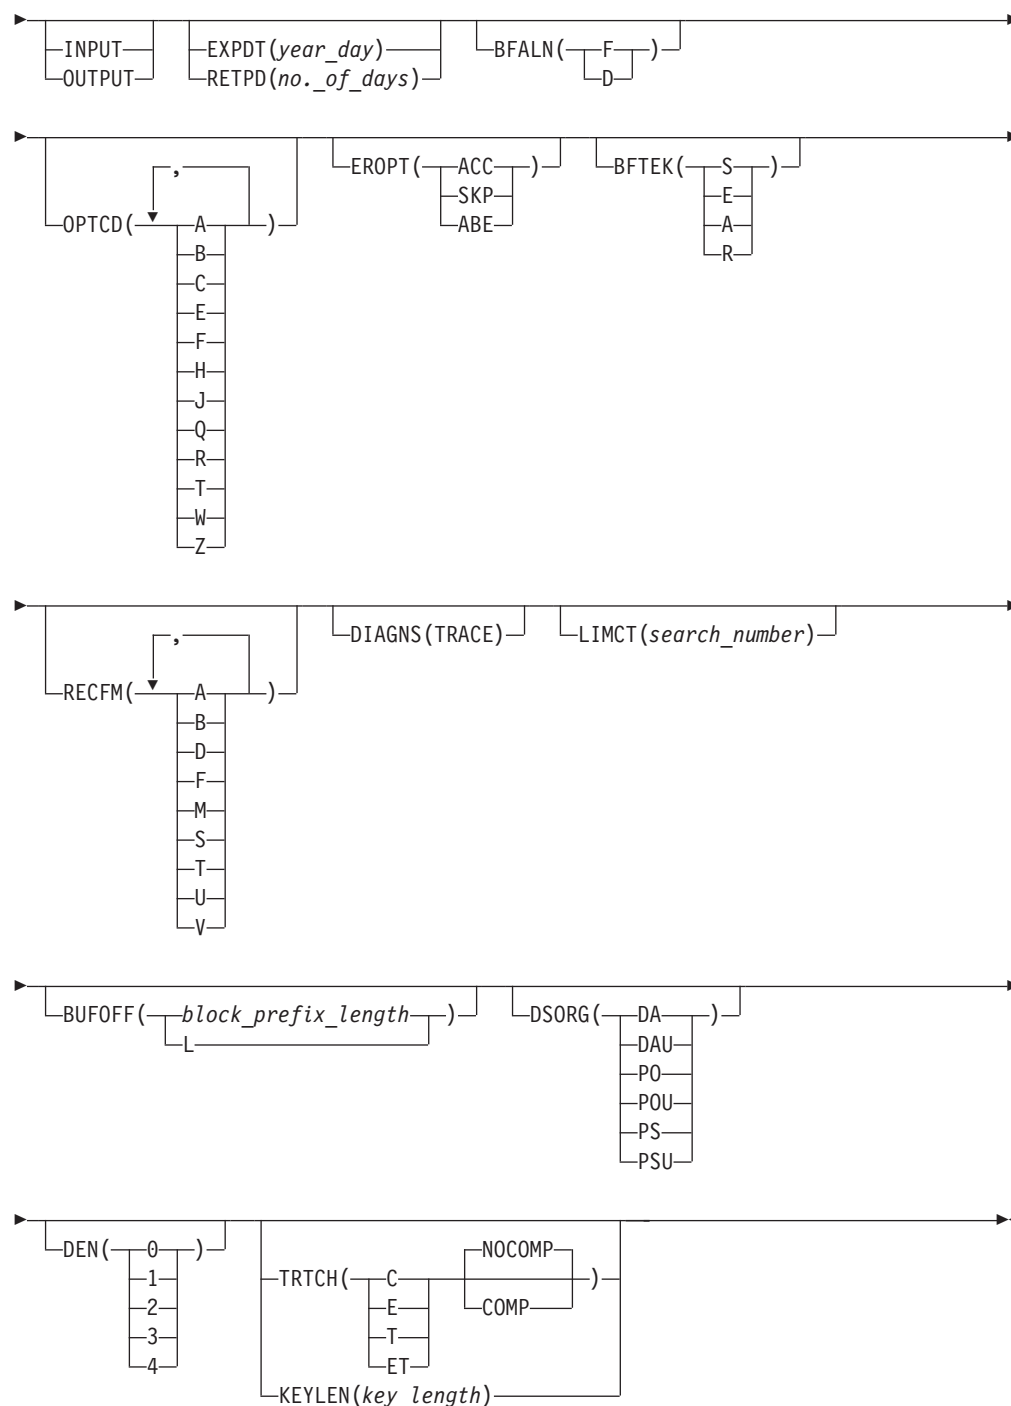 INPUT EXPDT(year_day) BFALN( F )
OUTPUT RETPD(no._of_days) D
,
OPTCD( A ) EROPT( ACC ) BFTEK( S )
B SKP E
C ABE A
E R
F
H
J
Q
R
T
W
Z
,
RECFM( A ) DIAGNS(TRACE) LIMCT(search_number)
B
D
F
M
S
T
U
V
BUFOFF( block_prefix_length ) DSORG( DA )
L DAU
PO
POU
PS
PSU
DEN( 0 ) TRTCH( C NOCOMP )
1 E COMP
2 T
3 ET
4
KEYLEN(key length)